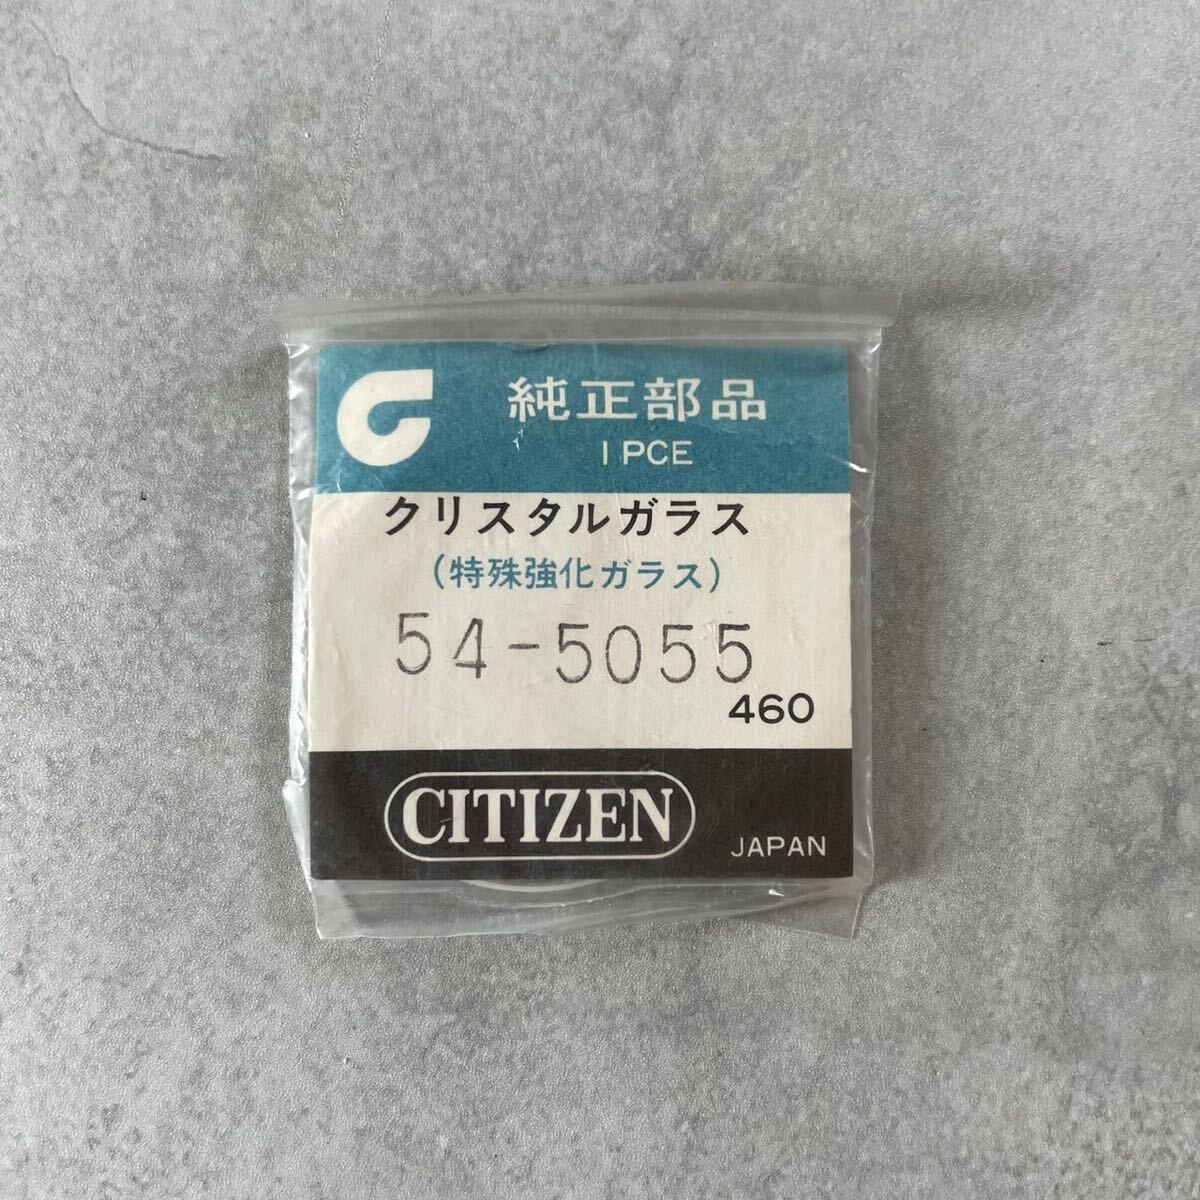 純正部品
1 PCE
クリスタルガラス
(特殊強化ガラス)
54-5055
460
CITIZEN
JAPAN